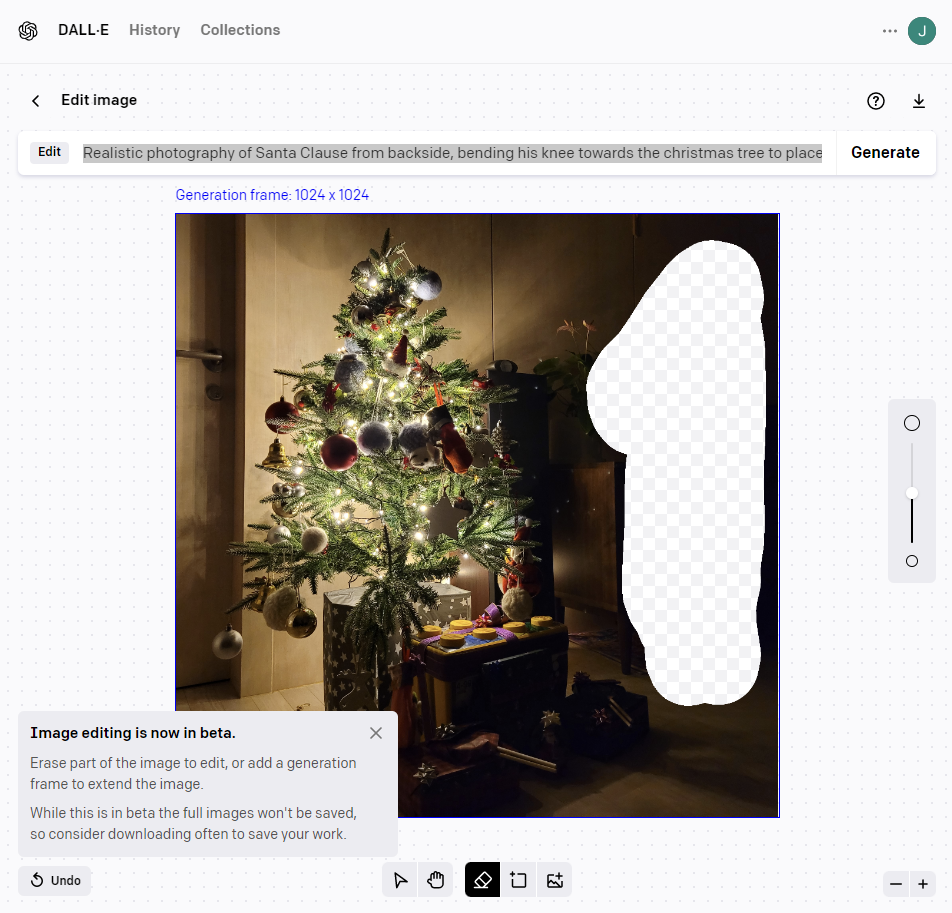 DALL·E History Collections
J
Edit image
Edit Realistic photography of Santa Clause from backside, bending his knee towards the christmas tree to place Generate
Generation frame: 1024 x 1024
Image editing is now in beta.
Erase part of the image to edit, or add a generation
frame to extend the image.
While this is in beta the full images won't be saved,
so consider downloading often to save your work.
Undo